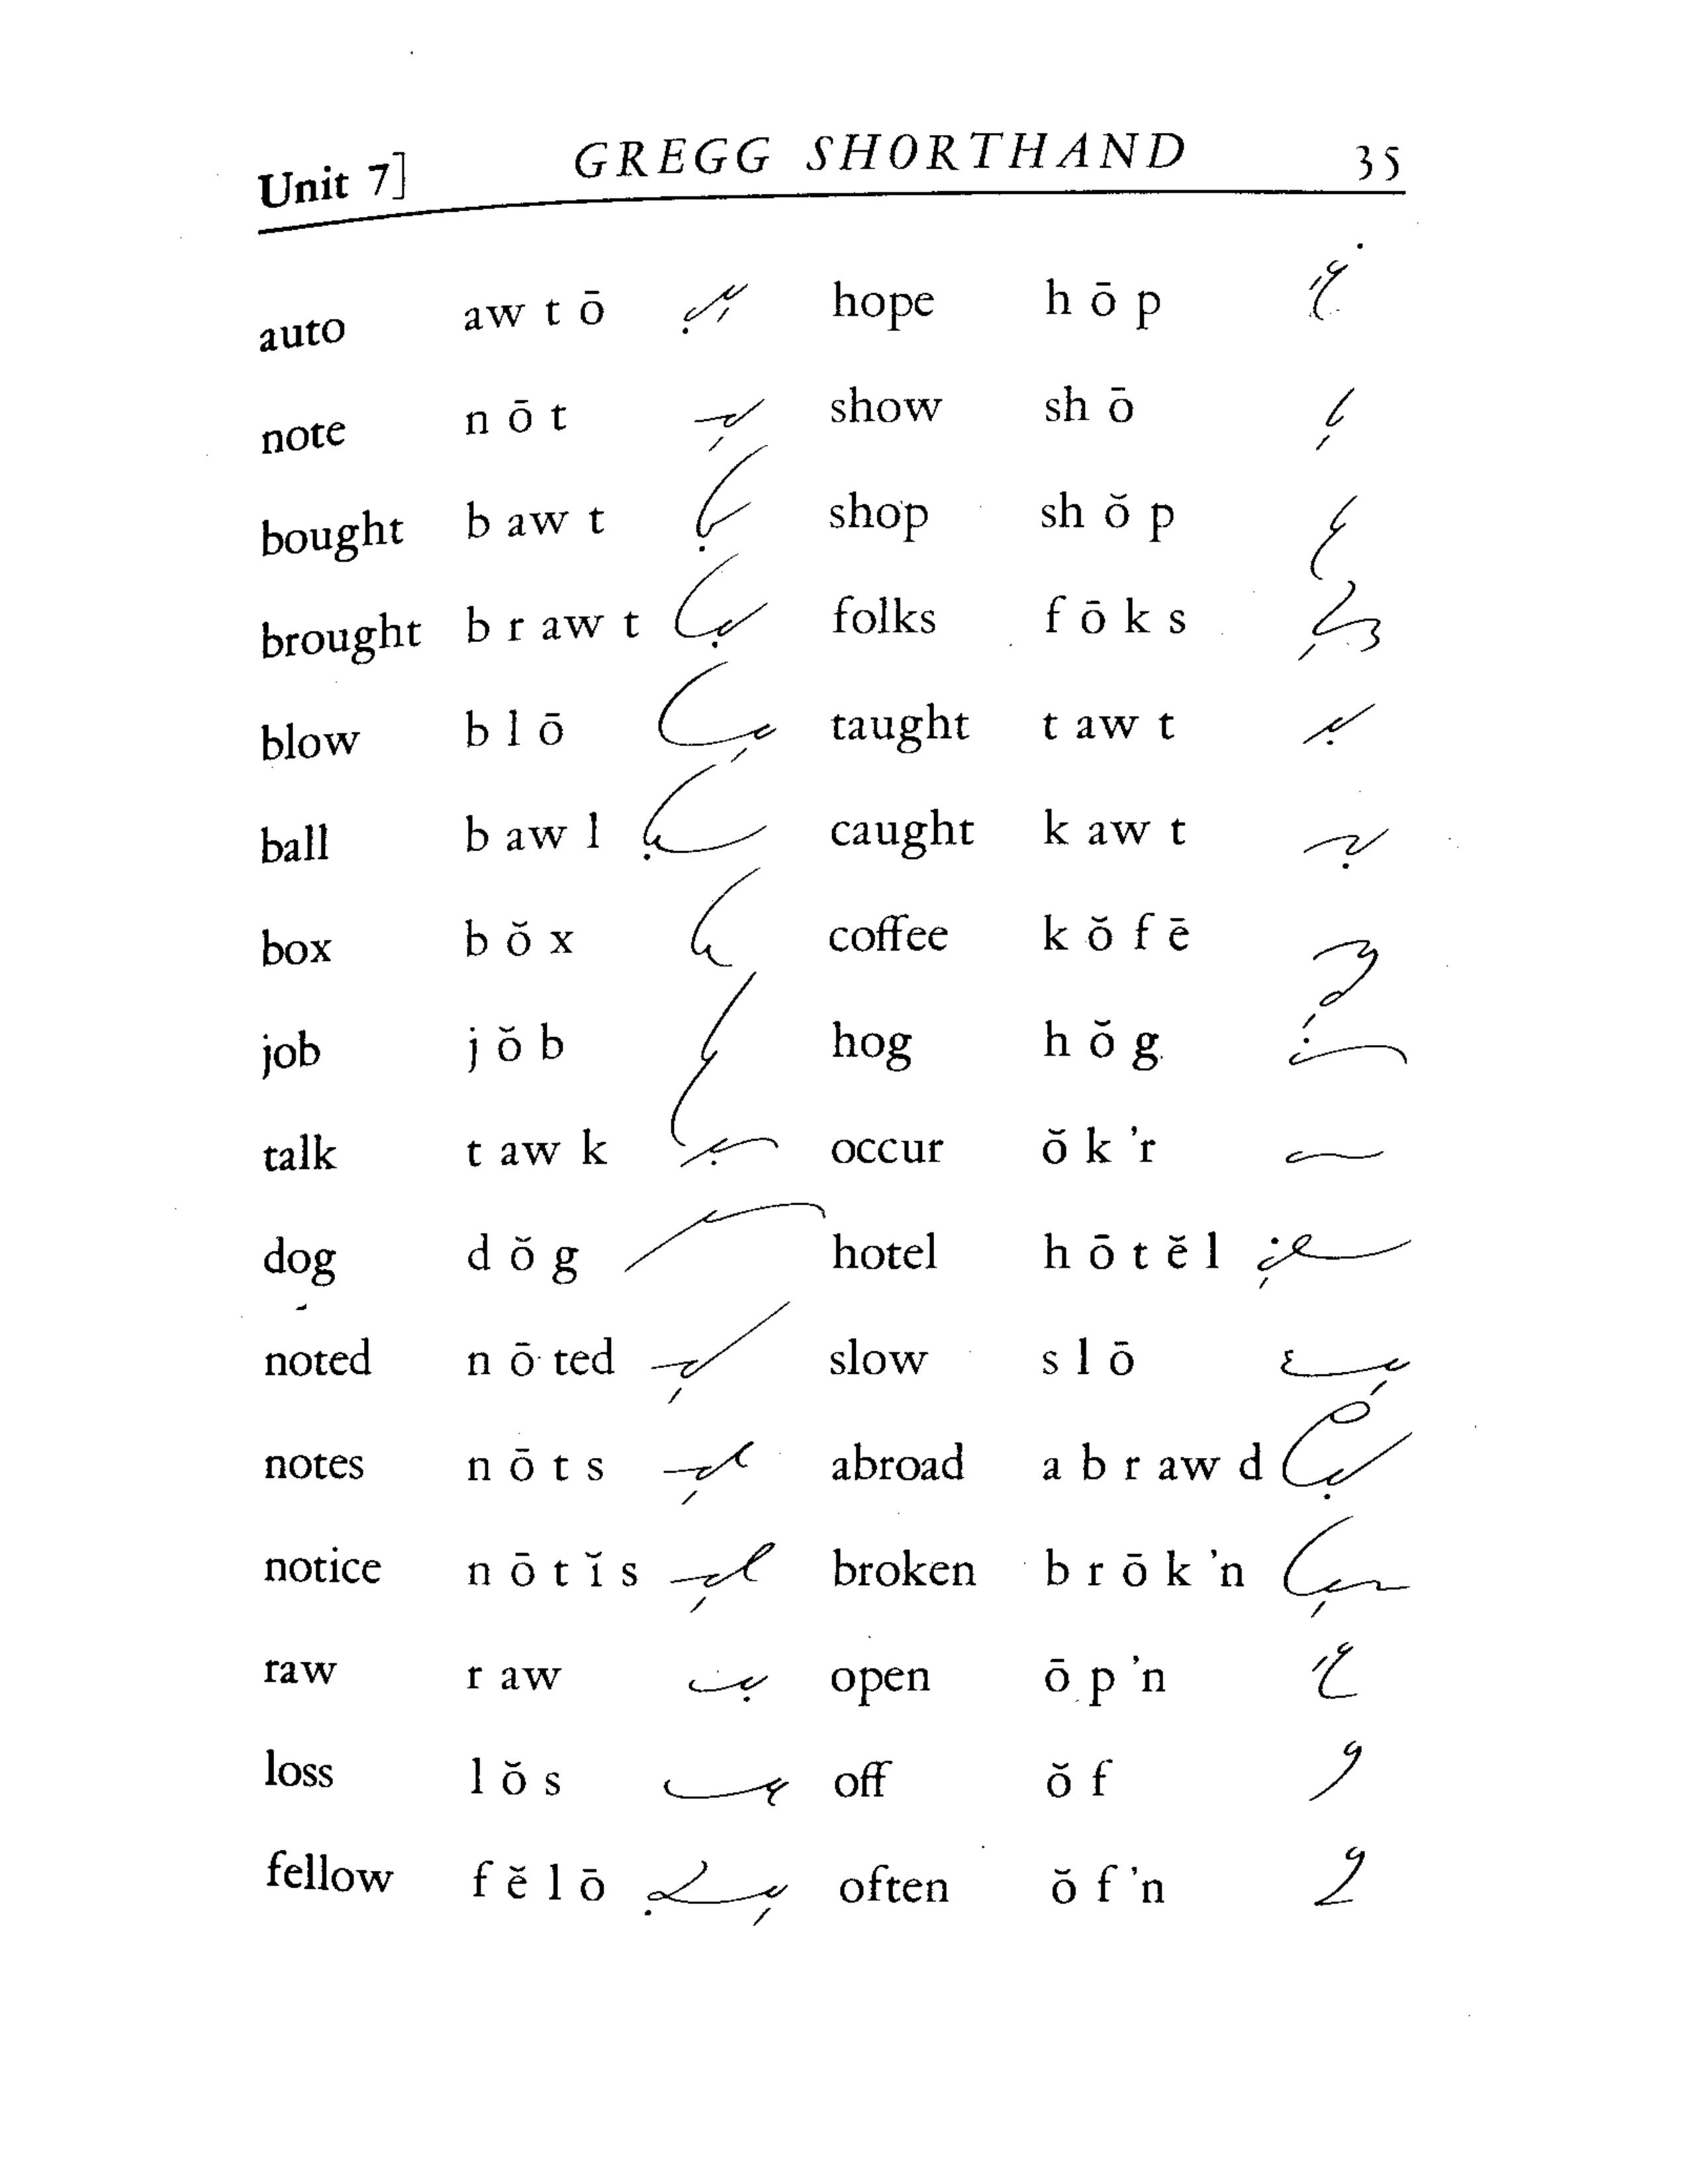 Unit 7] GREGG SHORTHAND 35
auto aw t ō hope h ō p
note n ō t show sh ō
bought b aw t shop sh ŏ p
brought b r aw t folks f ō k s
blow b l ō taught t aw t
ball b aw l caught k aw t
box b ŏ x coffee k ŏ f ē
job j ŏ b hog h ŏ g
talk t aw k occur ŏ k 'r
dog d ŏ g hotel h ō t ĕ l
noted n ō ted slow s l ō
notes n ō t s abroad a b r aw d
notice n ō t ĭ s broken b r ō k 'n
raw r aw open ō p 'n
loss l ŏ s off ŏ f
fellow f ĕ l ō often ŏ f 'n